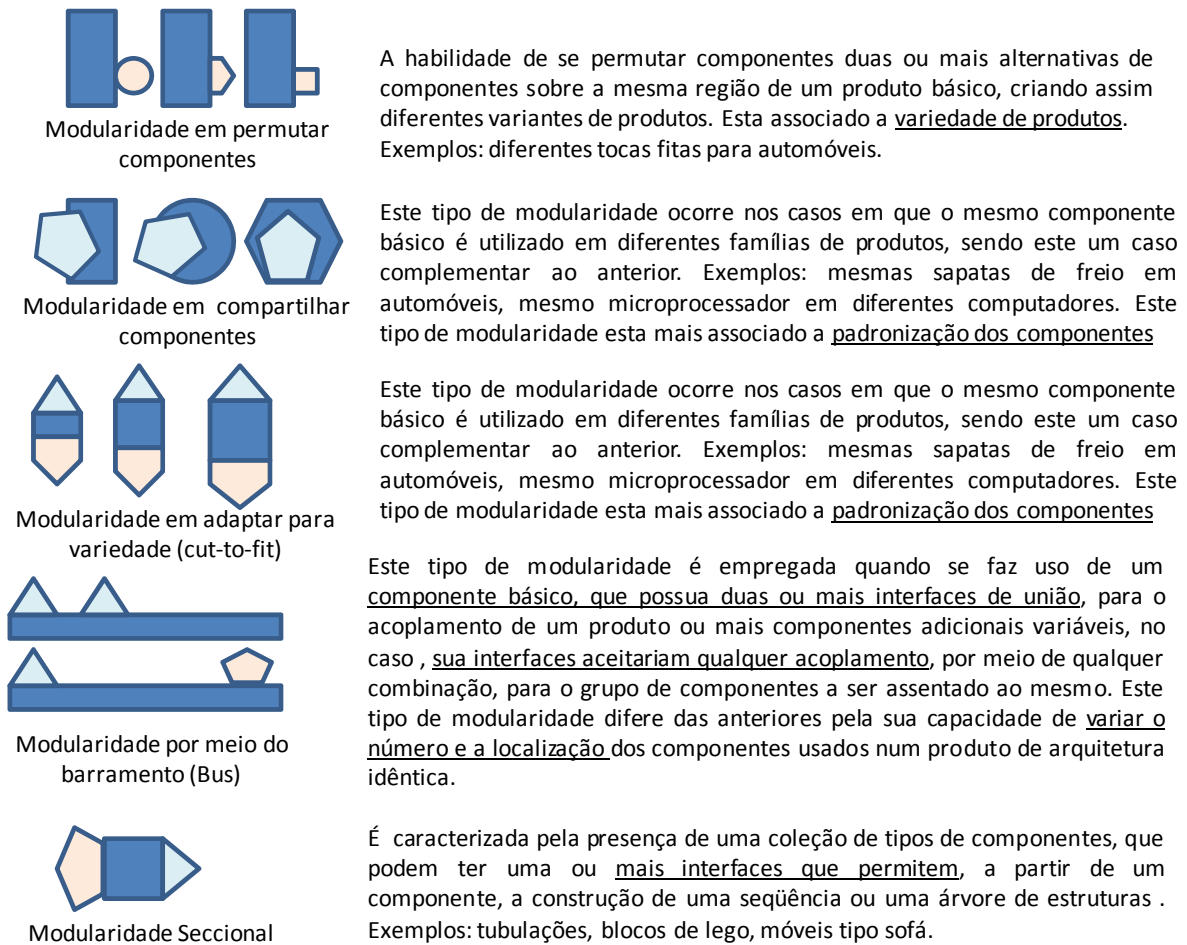 Modularidade em permutar
componentes
A habilidade de se permutar componentes duas ou mais alternativas de
componentes sobre a mesma região de um produto básico, criando assim
diferentes variantes de produtos. Esta associado a variedade de produtos.
Exemplos: diferentes tocas fitas para automóveis.
Modularidade em compartilhar
componentes
Este tipo de modularidade ocorre nos casos em que o mesmo componente
básico é utilizado em diferentes famílias de produtos, sendo este um caso
complementar ao anterior. Exemplos: mesmas sapatas de freio em
automóveis, mesmo microprocessador em diferentes computadores. Este
tipo de modularidade esta mais associado a padronização dos componentes
Modularidade em adaptar para
variedade (cut-to-fit)
Este tipo de modularidade ocorre nos casos em que o mesmo componente
básico é utilizado em diferentes famílias de produtos, sendo este um caso
complementar ao anterior. Exemplos: mesmas sapatas de freio em
automóveis, mesmo microprocessador em diferentes computadores. Este
tipo de modularidade esta mais associado a padronização dos componentes
Modularidade por meio do
barramento (Bus)
Este tipo de modularidade é empregada quando se faz uso de um
componente básico, que possua duas ou mais interfaces de união, para o
acoplamento de um produto ou mais componentes adicionais variáveis, no
caso , sua interfaces aceitariam qualquer acoplamento, por meio de qualquer
combinação, para o grupo de componentes a ser assentado ao mesmo. Este
tipo de modularidade difere das anteriores pela sua capacidade de variar o
número e a localização dos componentes usados num produto de arquitetura
idêntica.
Modularidade Seccional
É caracterizada pela presença de uma coleção de tipos de componentes, que
podem ter uma ou mais interfaces que permitem, a partir de um
componente, a construção de uma seqüência ou uma árvore de estruturas .
Exemplos: tubulações, blocos de lego, móveis tipo sofá.